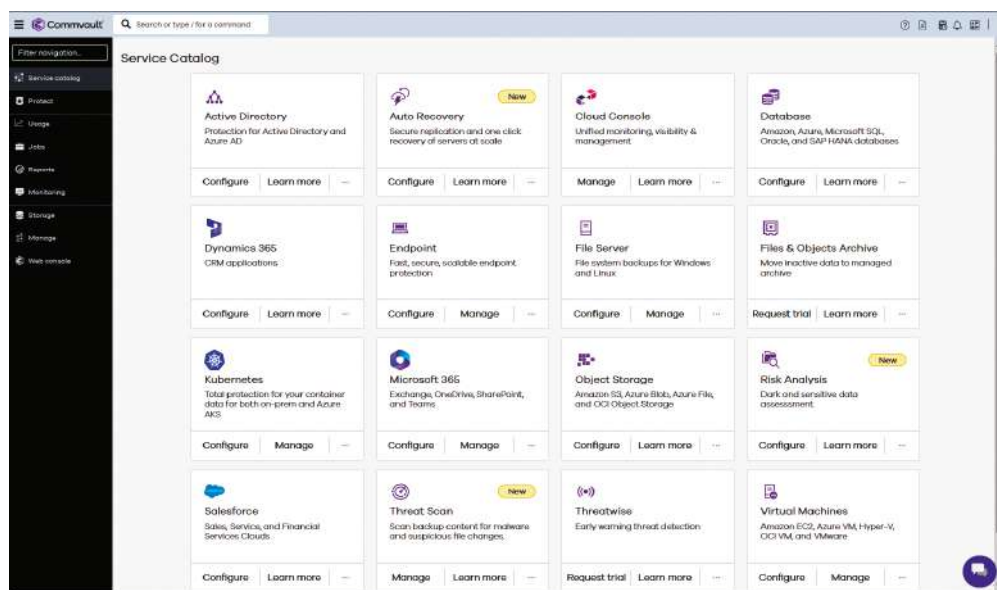 Commvault
Search or type / for a command
Filter navigation...
Service catalog
Protect
Usage
Jobs
Reports
Monitoring
Storage
Manage
Web console
Service Catalog
Active Directory
Protection for Active Directory and
Azure AD
Configure Learn more ...
New
Auto Recovery
Secure replication and one click
recovery of servers at scale
Configure Learn more ...
Cloud Console
Unified monitoring, visibility &
management
Manage Learn more ...
Database
Amazon, Azure, Microsoft SQL,
Oracle, and SAP HANA databases
Configure Learn more ...
Dynamics 365
CRM applications
Configure Learn more ...
Endpoint
Fast, secure, scalable endpoint
protection
Configure Manage ...
File Server
File system backups for Windows
and Linux
Configure Manage ...
Files & Objects Archive
Move inactive data to managed
archive
Request trial Learn more ...
Kubernetes
Total protection for your container
data for both on-prem and Azure
AKS
Configure Manage ...
Microsoft 365
Exchange, OneDrive, SharePoint,
and Teams
Configure Manage ...
Object Storage
Amazon S3, Azure Blob, Azure File,
and OCI Object Storage
Configure Learn more ...
New
Risk Analysis
Dark and sensitive data
assessment
Configure Learn more ...
Salesforce
Sales, Service, and Financial
Services Clouds
Configure Learn more ...
New
Threat Scan
Scan backup content for malware
and suspicious file changes.
Manage Learn more ...
Threatwise
Early warning threat detection
Request trial Learn more ...
Virtual Machines
Amazon EC2, Azure VM, Hyper-V,
OCI VM, and VMware
Configure Manage ...